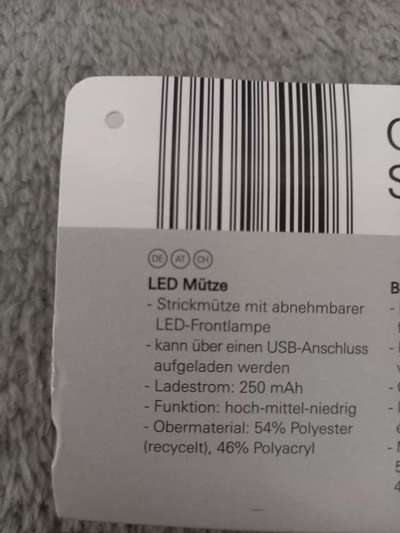 DE AT CH
LED Mütze
- Strickmütze mit abnehmbarer
LED-Frontlampe
- kann über einen USB-Anschluss
aufgeladen werden
- Ladestrom: 250 mAh
- Funktion: hoch-mittel-niedrig
- Obermaterial: 54% Polyester
(recycelt), 46% Polyacryl